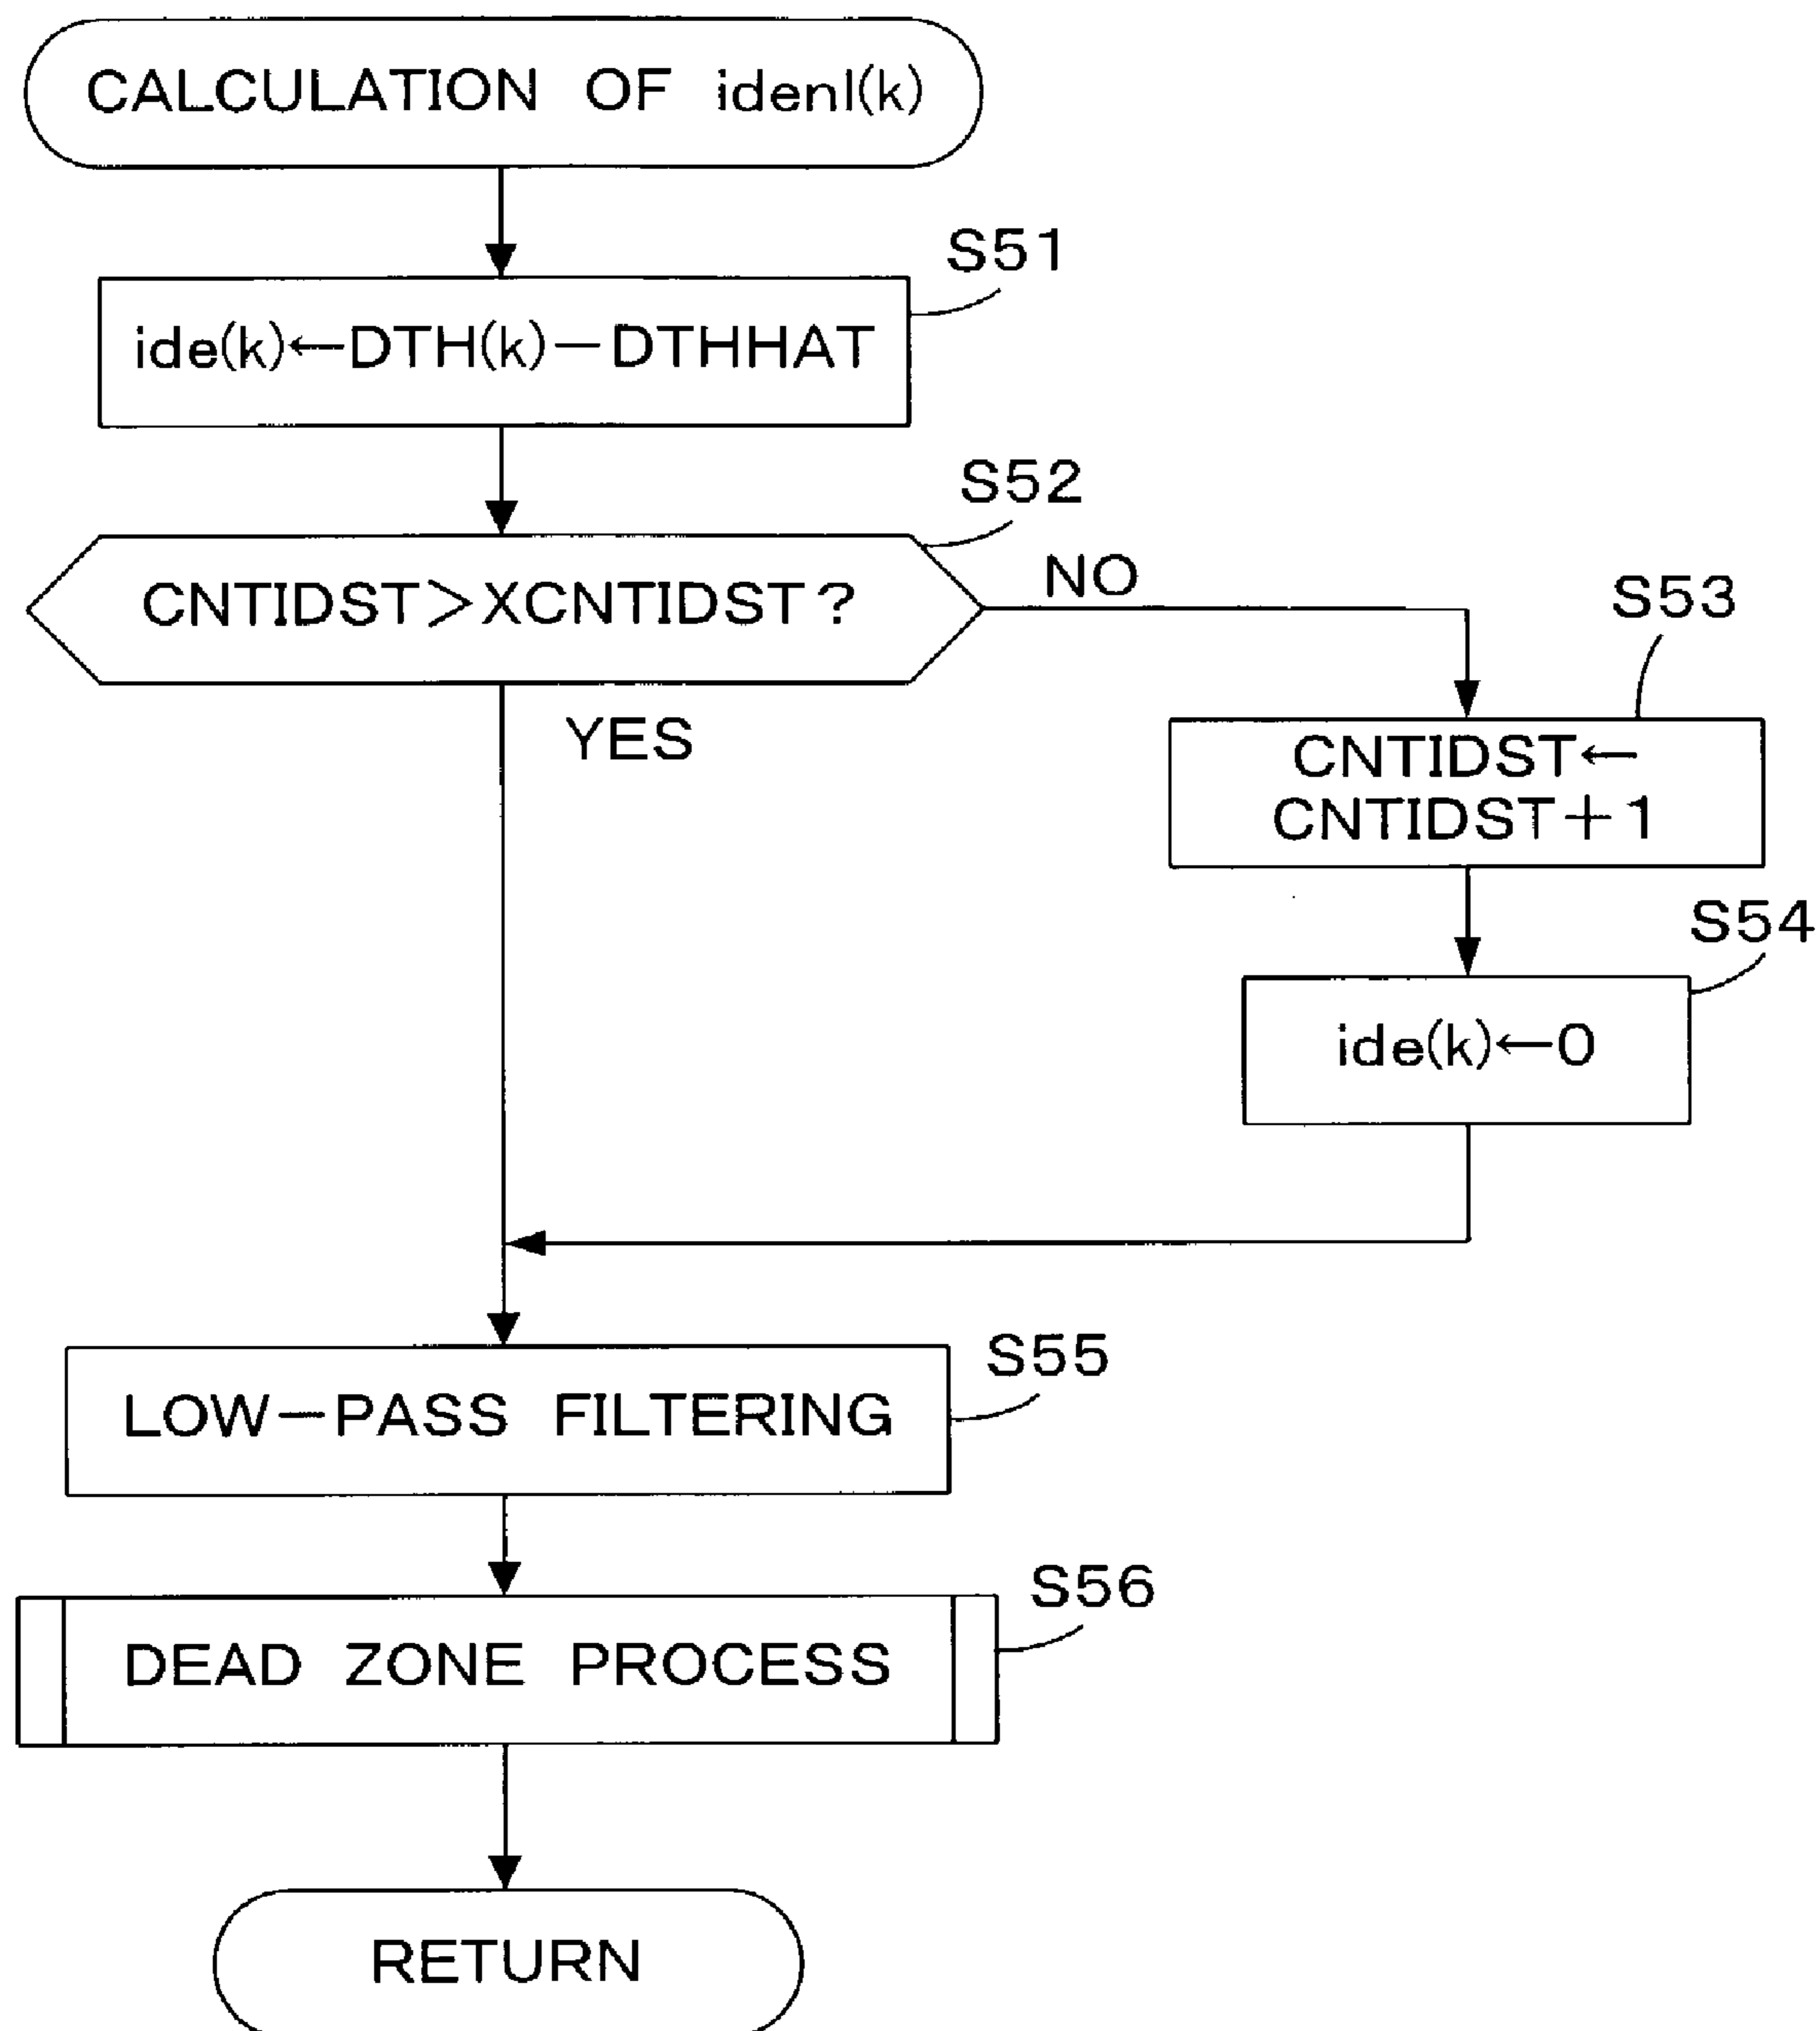 CALCULATION OF idenl(k)
S51
ide(k)←DTH(k)−DTHHAT
S52
CNTIDST>XCNTIDST?
NO
YES
S53
CNTIDST←
CNTIDST+1
S54
ide(k)←0
S55
LOW−PASS FILTERING
S56
DEAD ZONE PROCESS
RETURN